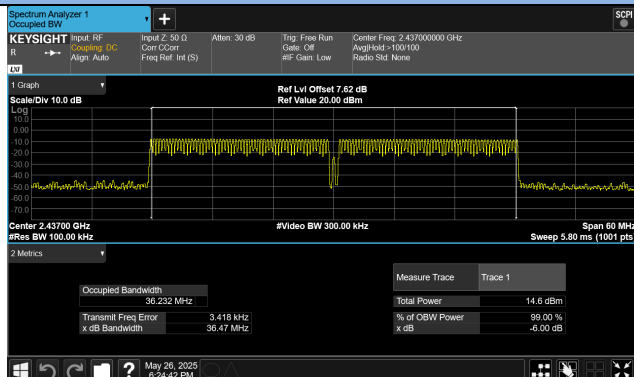 Spectrum Analyzer 1
Occupied BW
SCPI
KEYSIGHT Input: RF Input Z: 50 Ω Atten: 30 dB Trig: Free Run Center Freq: 2.437000000 GHz
R Coupling: DC Corr CCorr Gate: Off Avg|Hold:>100/100
Align: Auto Freq Ref: Int (S) #IF Gain: Low Radio Std: None
LXI
1 Graph
Ref Lvl Offset 7.62 dB
Scale/Div 10.0 dB Ref Value 20.00 dBm
Log
10.0
0.00
-10.0
-20.0
-30.0
-40.0
-50.0
-60.0
-70.0
Center 2.43700 GHz #Video BW 300.00 kHz Span 60 MHz
#Res BW 100.00 kHz Sweep 5.80 ms (1001 pts)
2 Metrics
Measure Trace Trace 1
Occupied Bandwidth
36.232 MHz
Total Power 14.6 dBm
Transmit Freq Error 3.418 kHz % of OBW Power 99.00 %
x dB Bandwidth 36.47 MHz x dB -6.00 dB
?
May 26, 2025
6:24:42 PM